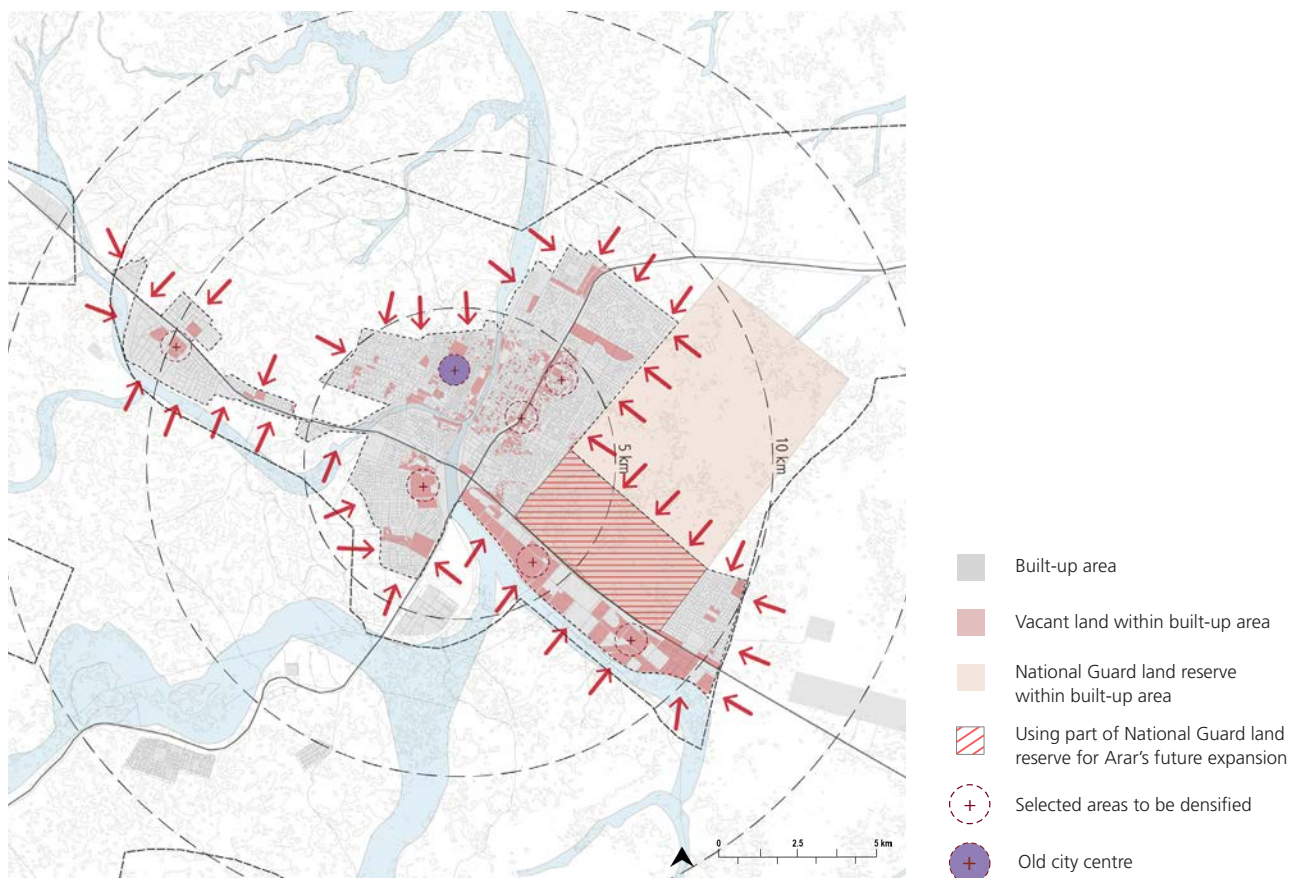 5 km
10 km
0
2.5
5 km
Built-up area
Vacant land within built-up area
National Guard land reserve
within built-up area
Using part of National Guard land
reserve for Arar's future expansion
Selected areas to be densified
Old city centre